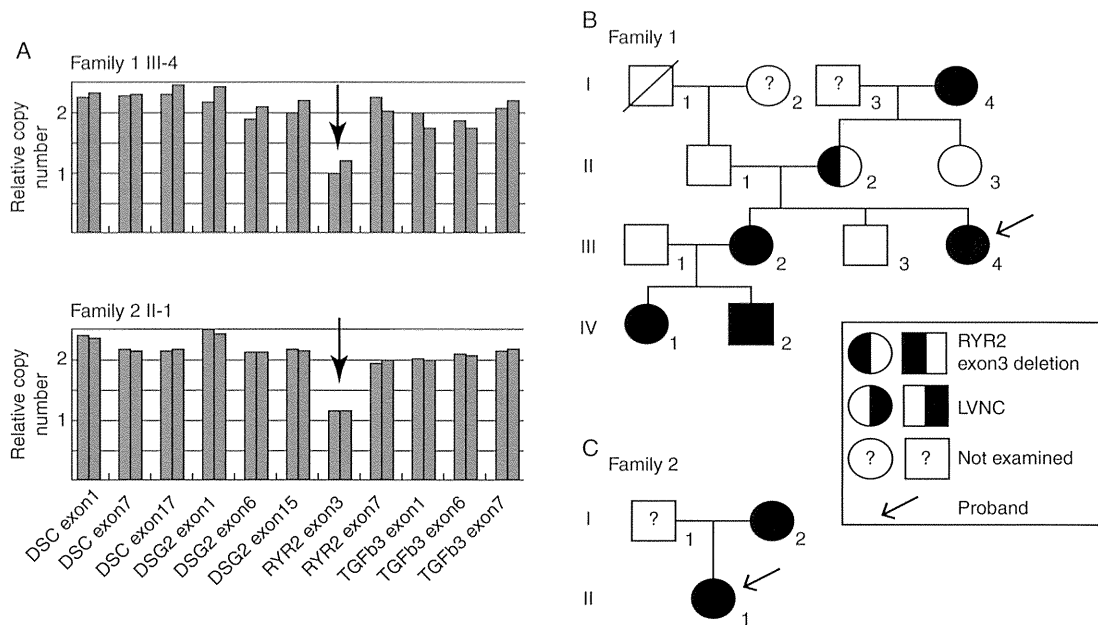 A
Family 1 III-4
Relative copy
number
2
1
Family 2 II-1
Relative copy
number
2
1
DSC exon1
DSC exon7
DSC exon17
DSG2 exon1
DSG2 exon6
DSG2 exon15
RYR2 exon3
RYR2 exon7
TGFb3 exon1
TGFb3 exon6
TGFb3 exon7
B
Family 1
I
1
?
2
?
3
4
II
1
2
3
III
1
2
3
4
IV
1
2
RYR2
exon3 deletion
LVNC
? ? Not examined
Proband
C
Family 2
I
?
1
2
II
1